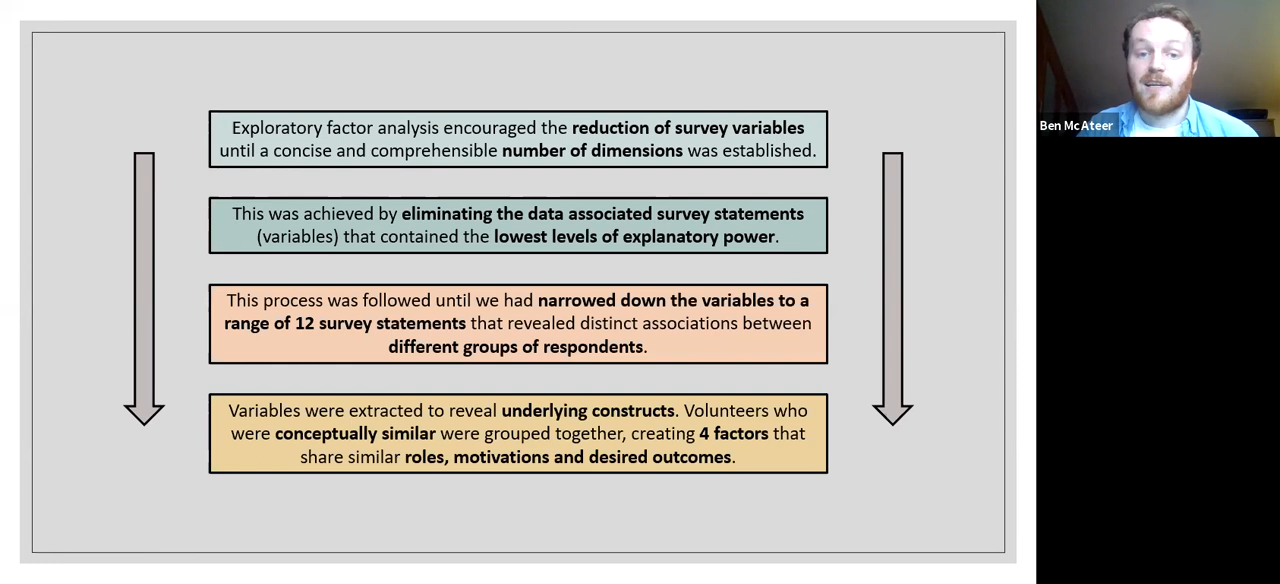 Exploratory factor analysis encouraged the reduction of survey variables
until a concise and comprehensible number of dimensions was established.
This was achieved by eliminating the data associated survey statements
(variables) that contained the lowest levels of explanatory power.
This process was followed until we had narrowed down the variables to a
range of 12 survey statements that revealed distinct associations between
different groups of respondents.
Variables were extracted to reveal underlying constructs. Volunteers who
were conceptually similar were grouped together, creating 4 factors that
share similar roles, motivations and desired outcomes.
Ben McAteer